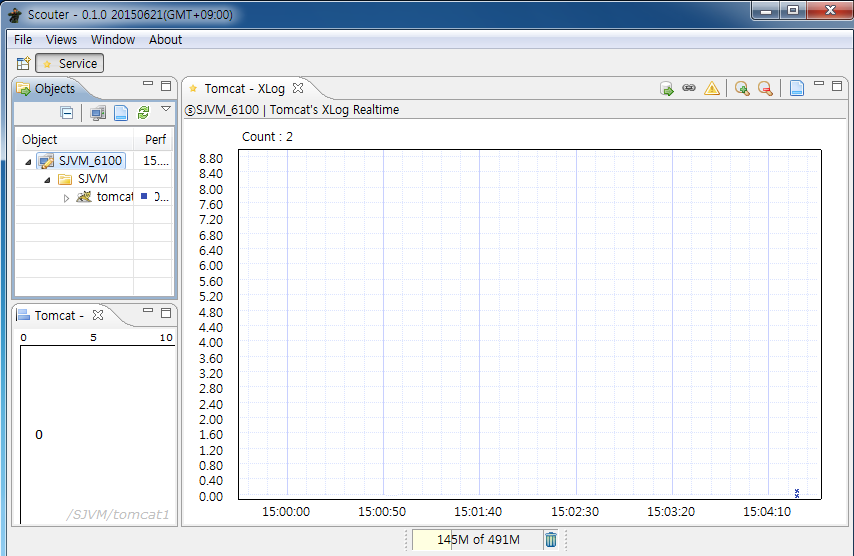 Scouter - 0.1.0 20150621(GMT+09:00)
File Views Window About
Service
Objects
Object Perf
SJVM_6100 15....
SJVM
tomcat 0...
Tomcat -
0 5 10
0
/SJVM/tomcat1
Tomcat - XLog
SJVM_6100 | Tomcat's XLog Realtime
Count : 2
8.80
8.40
8.00
7.60
7.20
6.80
6.40
6.00
5.60
5.20
4.80
4.40
4.00
3.60
3.20
2.80
2.40
2.00
1.60
1.20
0.80
0.40
0.00
15:00:00 15:00:50 15:01:40 15:02:30 15:03:20 15:04:10
145M of 491M